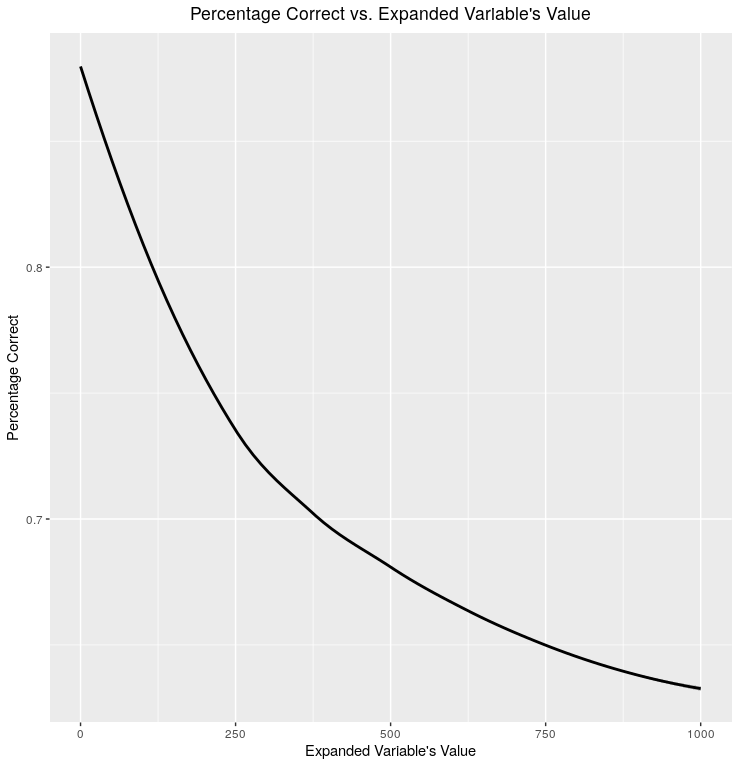 Percentage Correct vs. Expanded Variable's Value
Percentage Correct
0.8
0.7
0 250 500 750 1000
Expanded Variable's Value